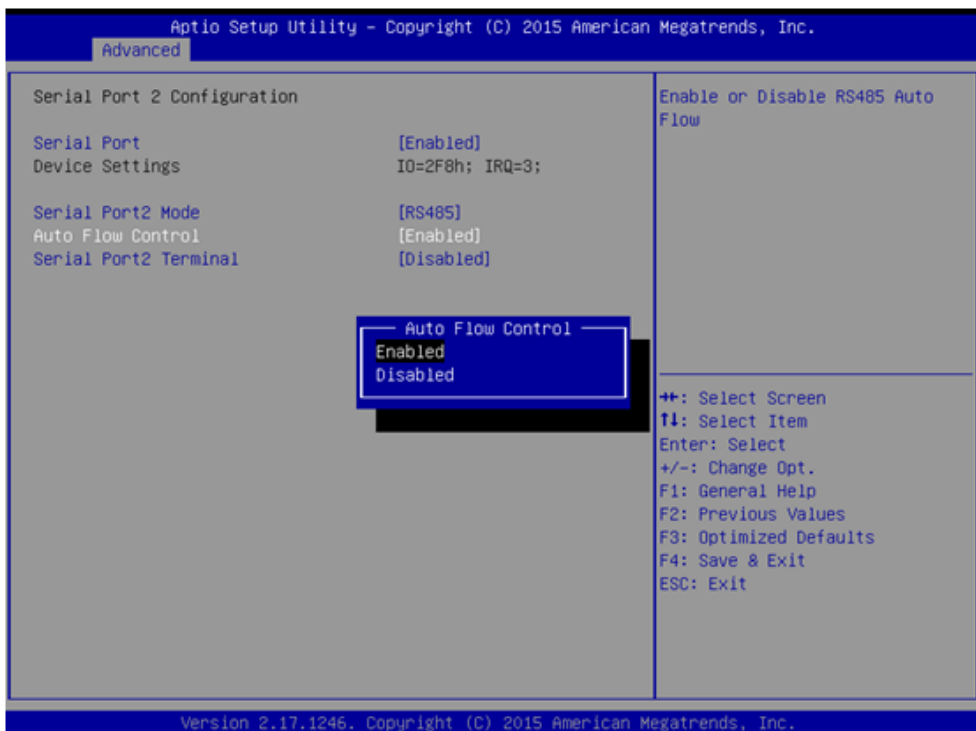 Aptio Setup Utility – Copyright (C) 2015 American Megatrends, Inc.
Advanced
Serial Port 2 Configuration
Serial Port [Enabled]
Device Settings IO=2F8h; IRQ=3;
Serial Port2 Mode [RS485]
Auto Flow Control [Enabled]
Serial Port2 Terminal [Disabled]
Auto Flow Control
Enabled
Disabled
Enable or Disable RS485 Auto
Flow
→←: Select Screen
↑↓: Select Item
Enter: Select
+/-: Change Opt.
F1: General Help
F2: Previous Values
F3: Optimized Defaults
F4: Save & Exit
ESC: Exit
Version 2.17.1246. Copyright (C) 2015 American Megatrends, Inc.